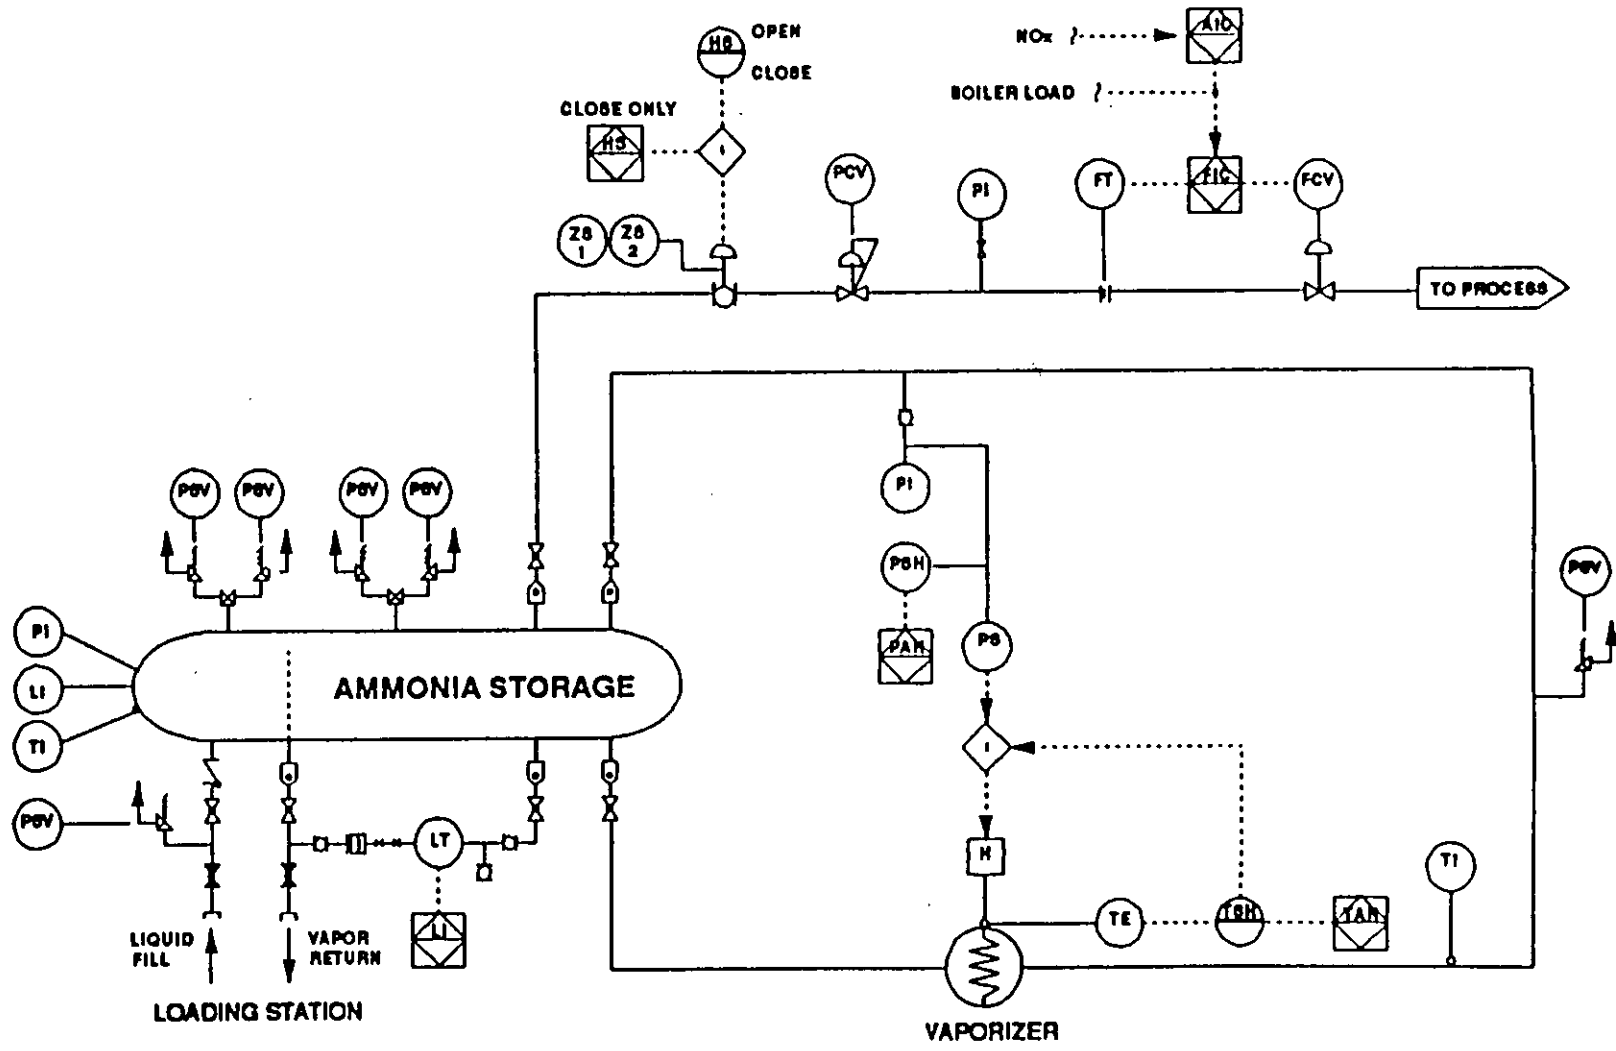 HS
OPEN
CLOSE
CLOSE ONLY
HS
I
NOx
AIC
BOILER LOAD
PCV
PI
FT
FIC
FCV
ZS
1
ZS
2
TO PROCESS
PSV
PSV
PSV
PSV
PI
PSH
PAH
PS
PSV
PI
LI
TI
AMMONIA STORAGE
PSV
LT
LI
I
H
TI
TE
TSH
TAH
LIQUID
FILL
VAPOR
RETURN
LOADING STATION
VAPORIZER